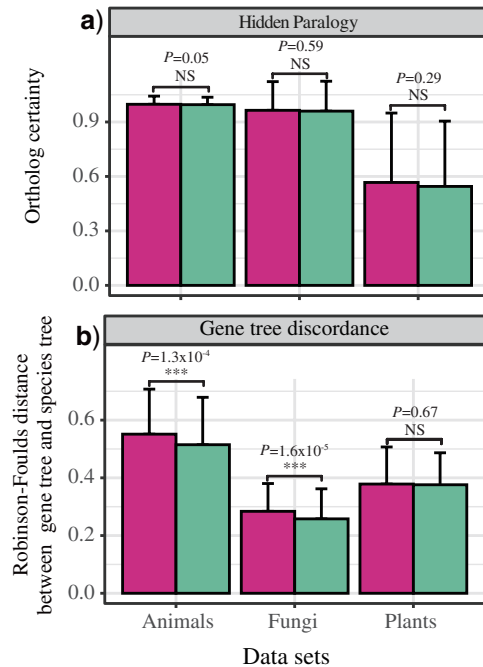 a)
Hidden Paralogy
P=0.05
NS
P=0.59
NS
P=0.29
NS
Ortholog certainty
0.9
0.6
0.3
0.0
b)
Gene tree discordance
P=1.3x10-4
***
P=1.6x10-5
***
P=0.67
NS
Robinson-Foulds distance
between gene tree and species tree
0.6
0.4
0.2
0.0
Animals Fungi Plants
Data sets